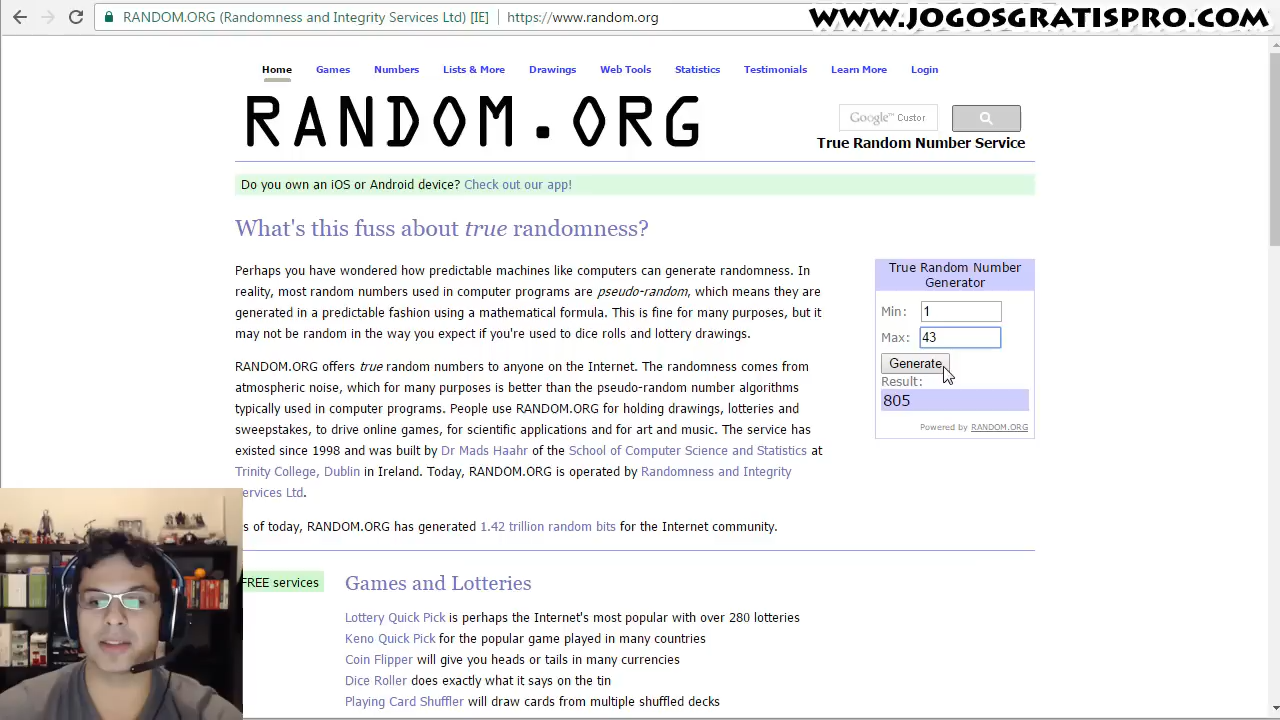 RANDOM.ORG (Randomness and Integrity Services Ltd) [IE] https://www.random.org
WWW.JOGOSGRATISPRO.COM
Home Games Numbers Lists & More Drawings Web Tools Statistics Testimonials Learn More Login
RANDOM.ORG
Google™ Custor
True Random Number Service
Do you own an iOS or Android device? Check out our app!
What's this fuss about true randomness?
Perhaps you have wondered how predictable machines like computers can generate randomness. In
reality, most random numbers used in computer programs are pseudo-random, which means they are
generated in a predictable fashion using a mathematical formula. This is fine for many purposes, but it
may not be random in the way you expect if you're used to dice rolls and lottery drawings.
RANDOM.ORG offers true random numbers to anyone on the Internet. The randomness comes from
atmospheric noise, which for many purposes is better than the pseudo-random number algorithms
typically used in computer programs. People use RANDOM.ORG for holding drawings, lotteries and
sweepstakes, to drive online games, for scientific applications and for art and music. The service has
existed since 1998 and was built by Dr Mads Haahr of the School of Computer Science and Statistics at
Trinity College, Dublin in Ireland. Today, RANDOM.ORG is operated by Randomness and Integrity
ervices Ltd.
s of today, RANDOM.ORG has generated 1.42 trillion random bits for the Internet community.
True Random Number
Generator
Min: 1
Max: 43
Generate
Result:
805
Powered by RANDOM.ORG
FREE services
Games and Lotteries
Lottery Quick Pick is perhaps the Internet's most popular with over 280 lotteries
Keno Quick Pick for the popular game played in many countries
Coin Flipper will give you heads or tails in many currencies
Dice Roller does exactly what it says on the tin
Playing Card Shuffler will draw cards from multiple shuffled decks